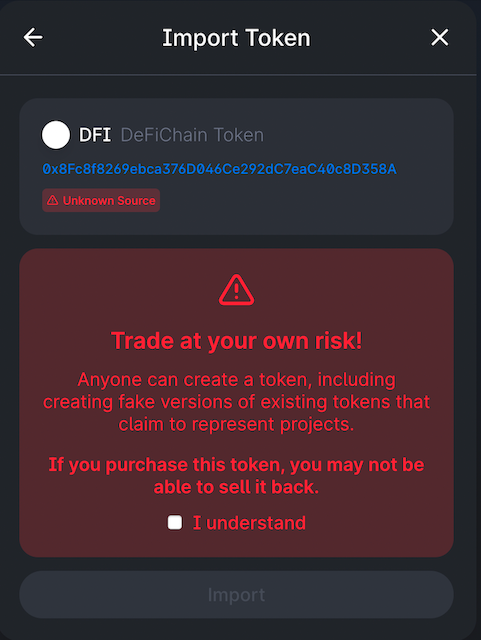 Import Token
DFI DeFiChain Token
0x8Fc8f8269ebca376D046Ce292dC7eaC40c8D358A
Unknown Source
Trade at your own risk!
Anyone can create a token, including
creating fake versions of existing tokens that
claim to represent projects.
If you purchase this token, you may not be
able to sell it back.
I understand
Import